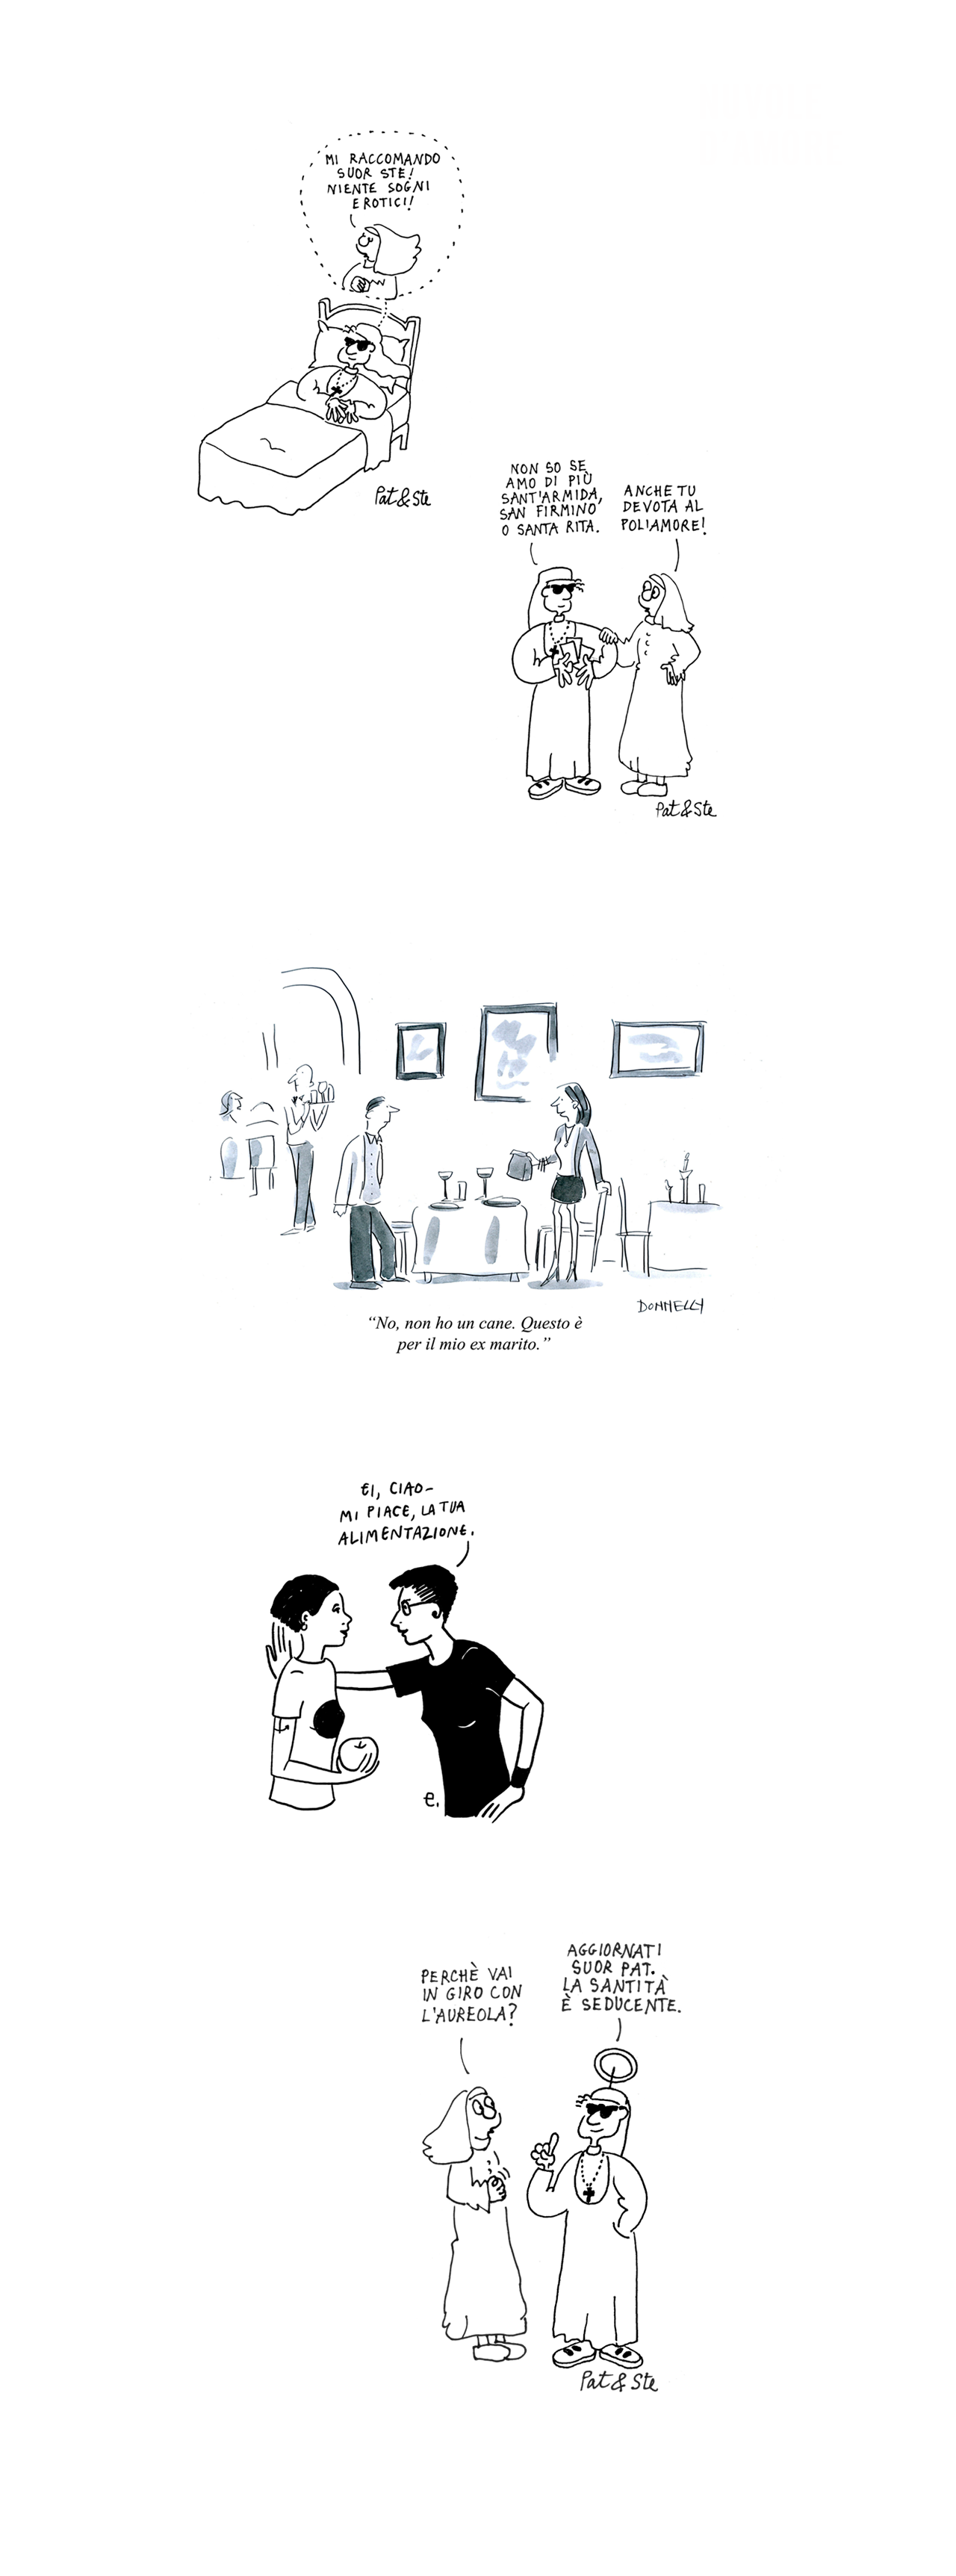 MI RACCOMANDO
SUOR STE!
NIENTE SOGNI
EROTICI!
Pat & Ste
NON SO SE
AMO DI PIÙ
SANT'ARMIDA,
SAN FIRMINO
O SANTA RITA.
ANCHE TU
DEVOTA AL
POLIAMORE!
Pat & Ste
DONNELLY
“No, non ho un cane. Questo è
per il mio ex marito.”
EI, CIAO–
MI PIACE, LA TUA
ALIMENTAZIONE.
e.
PERCHÈ VAI
IN GIRO CON
L'AUREOLA?
AGGIORNATI
SUOR PAT.
LA SANTITÀ
È SEDUCENTE.
Pat & Ste